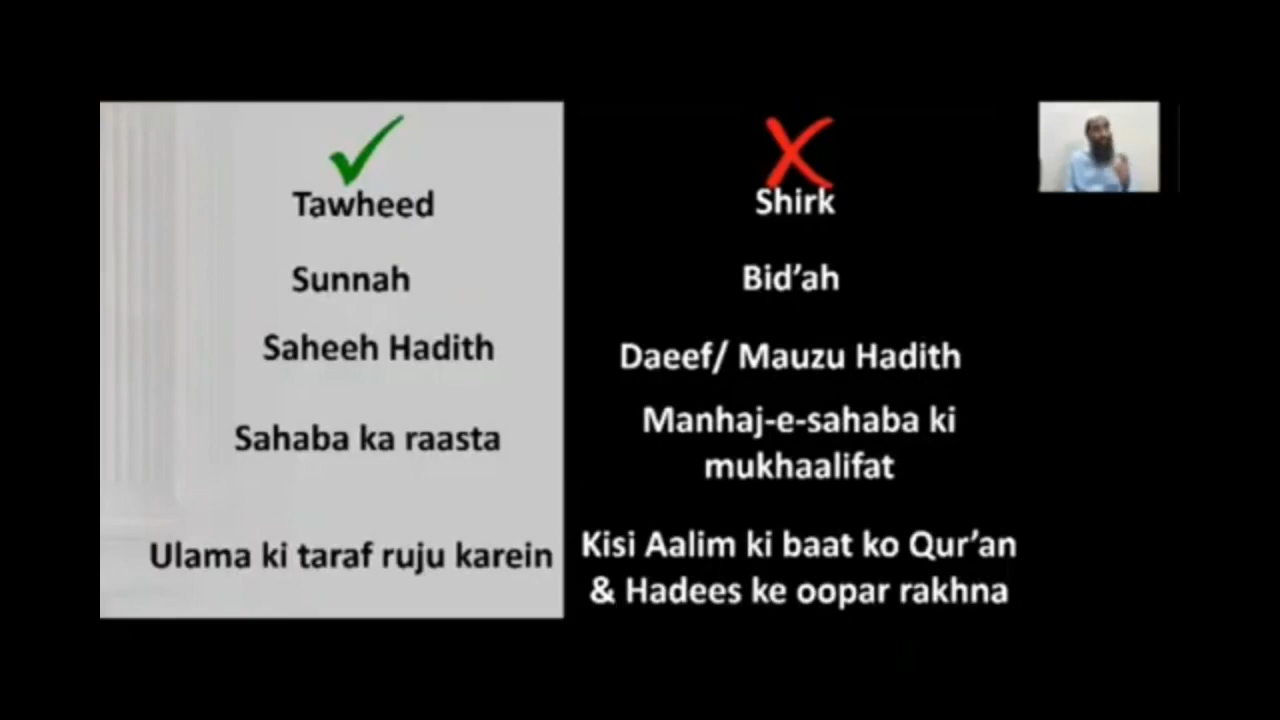 Tawheed
Shirk
Sunnah
Bid’ah
Saheeh Hadith
Daeef/ Mauzu Hadith
Sahaba ka raasta
Manhaj-e-sahaba ki
mukhaalifat
Ulama ki taraf ruju karein
Kisi Aalim ki baat ko Qur’an
& Hadees ke oopar rakhna